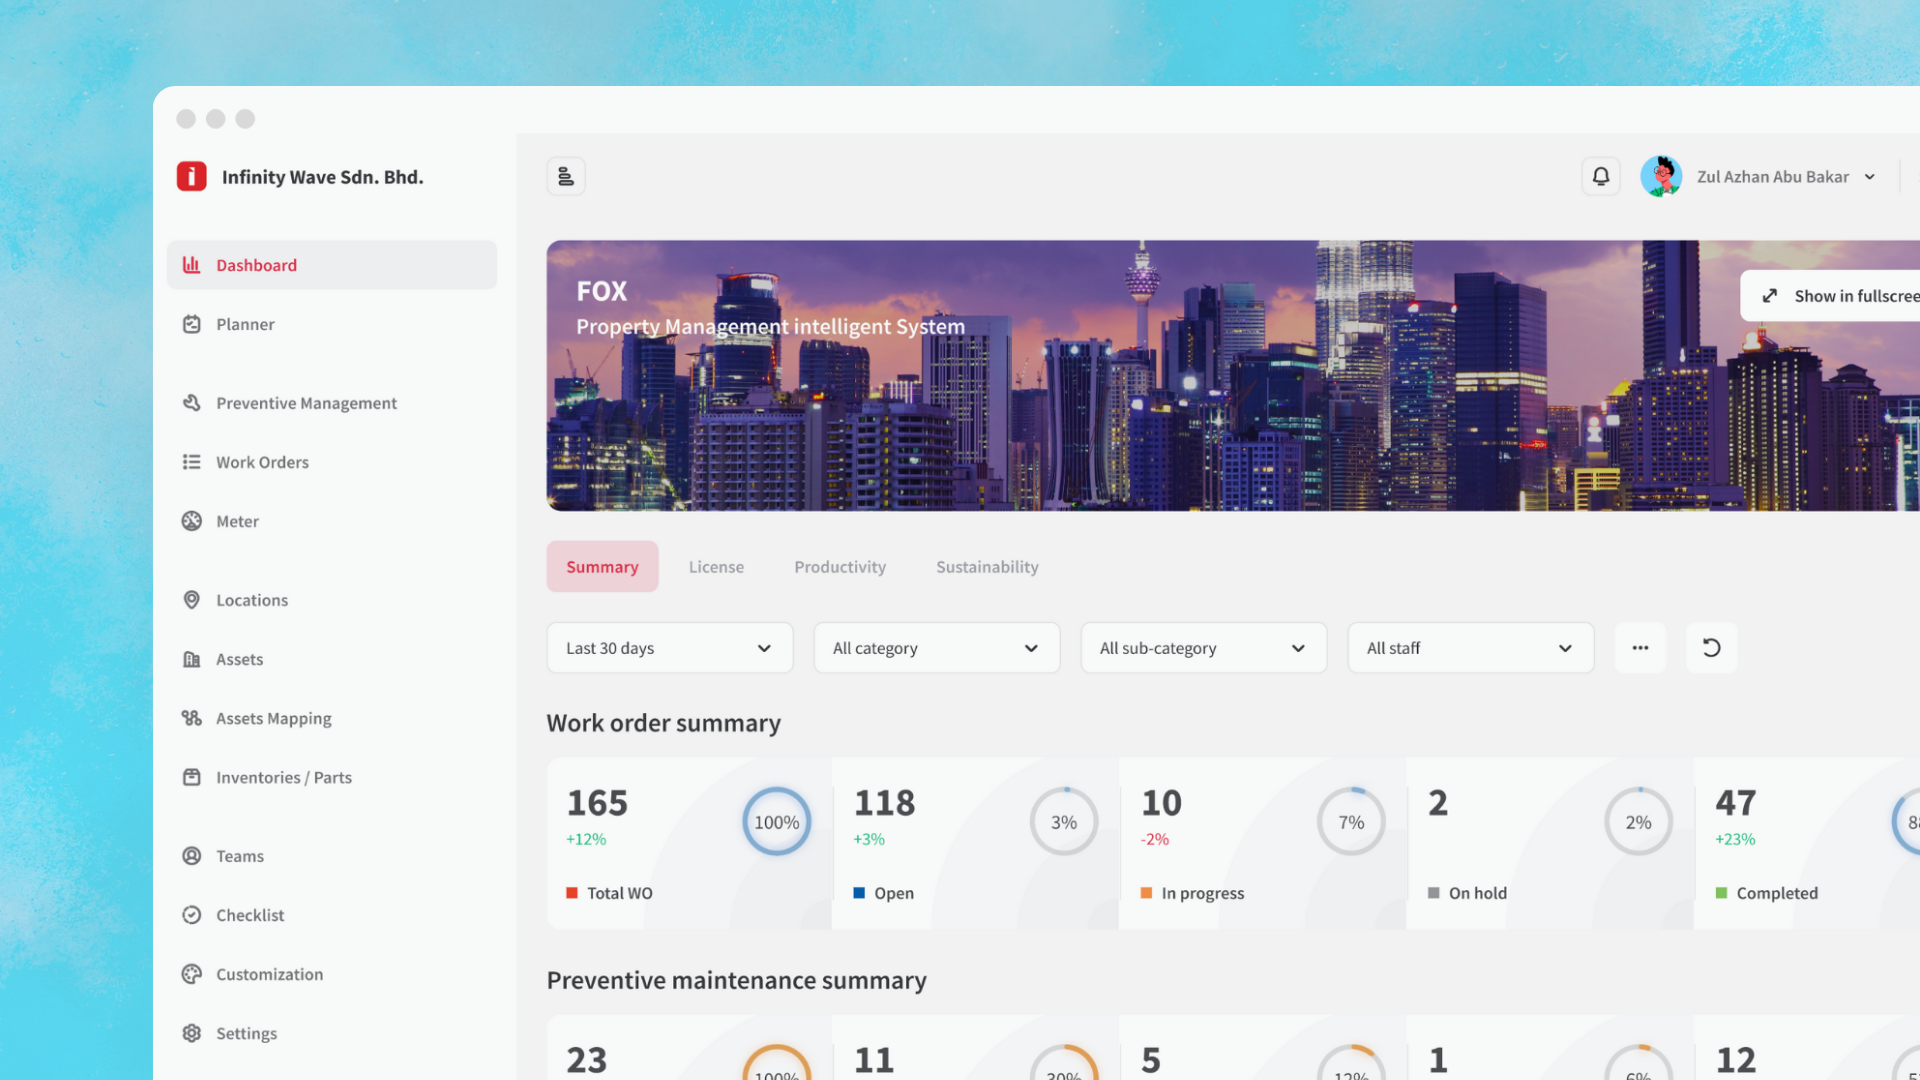 Infinity Wave Sdn. Bhd.
Zul Azhan Abu Bakar
Dashboard
Planner
Preventive Management
Work Orders
Meter
Locations
Assets
Assets Mapping
Inventories / Parts
Teams
Checklist
Customization
Settings
FOX
Property Management intelligent System
Show in
Summary License Productivity Sustainability
Last 30 days All category All sub-category All staff
Work order summary
165 100% 118 3% 10 7% 2 2% 47
+12% +3% -2% +23%
Total WO Open In progress On hold Completed
Preventive maintenance summary
23 100% 11 30% 5 12% 1 6% 12